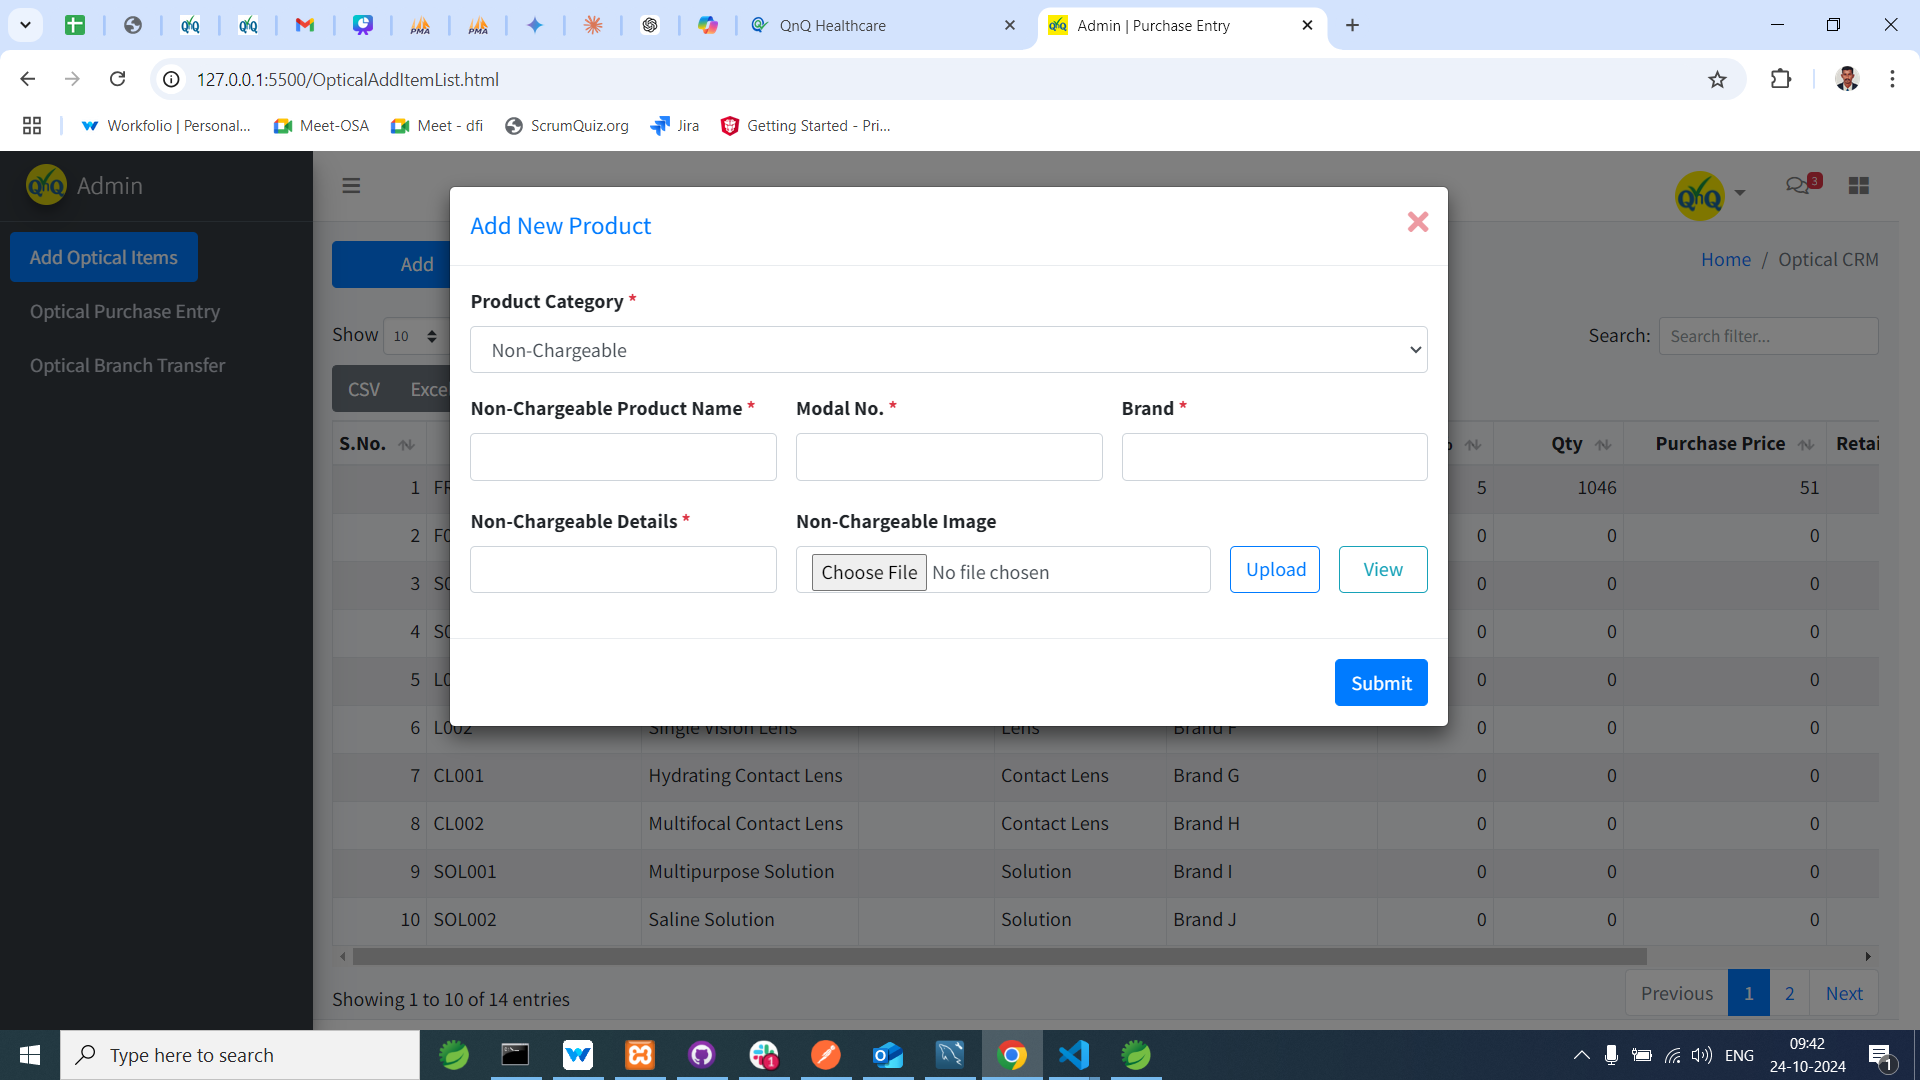 QnQ Healthcare
Admin | Purchase Entry
127.0.0.1:5500/OpticalAddItemList.html
Workfolio | Personal...
Meet-OSA
Meet - dfi
ScrumQuiz.org
Jira
Getting Started - Pri...
QnQ Admin
Add Optical Items
Optical Purchase Entry
Optical Branch Transfer
QnQ
3
Add
Home / Optical CRM
Show 10
Search: Search filter...
CSV Excel
Add New Product
Product Category *
Non-Chargeable
Non-Chargeable Product Name * Modal No. * Brand *
Non-Chargeable Details * Non-Chargeable Image
Choose File No file chosen Upload View
Submit
S.No. Qty Purchase Price Retai
1 FR 5 1046 51
2 0 0 0
3 0 0 0
4 0 0 0
5 0 0 0
6 L002 Single Vision Lens Lens Brand F 0 0 0
7 CL001 Hydrating Contact Lens Contact Lens Brand G 0 0 0
8 CL002 Multifocal Contact Lens Contact Lens Brand H 0 0 0
9 SOL001 Multipurpose Solution Solution Brand I 0 0 0
10 SOL002 Saline Solution Solution Brand J 0 0 0
Showing 1 to 10 of 14 entries
Previous 1 2 Next
Type here to search
1
ENG
09:42
24-10-2024
1